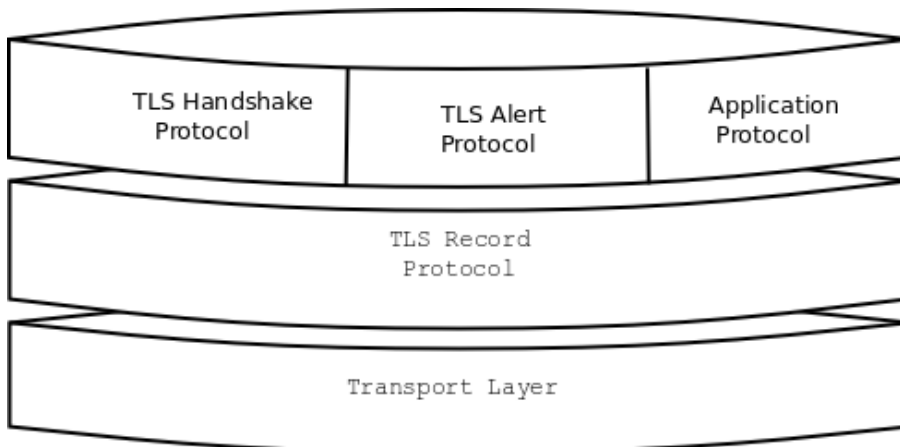 TLS Handshake
Protocol
TLS Alert
Protocol
Application
Protocol
TLS Record
Protocol
Transport Layer